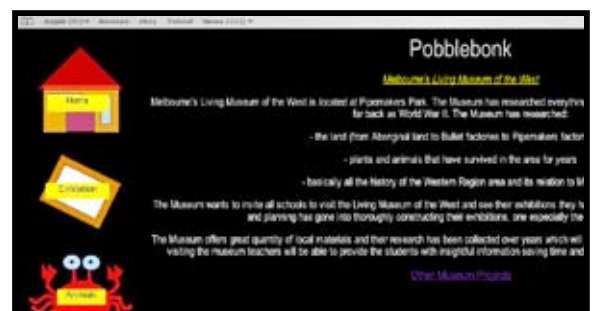 Pobblebonk
Melbourne's Living Museum of the West
Home
Melbourne's Living Museum of the West is located at Pipemakers Park. The Museum has researched everythin
far back as World War II. The Museum has researched:
- the land (from Aboriginal land to Bullet factories to Pipemakers factor
- plants and animals that have survived in the area for years
Exhibition
- basically all the history of the Western Region area and its relation to M
The Museum wants to invite all schools to visit the Living Museum of the West and see their exhibitions they h
and planning has gone into thoroughly constructing their exhibitions, one especially the
The Museum offers great quantity of local materials and their research has been collected over years which will
visiting the museum teachers will be able to provide the students with insightful information saving time and
Other Museum Projects
Animals